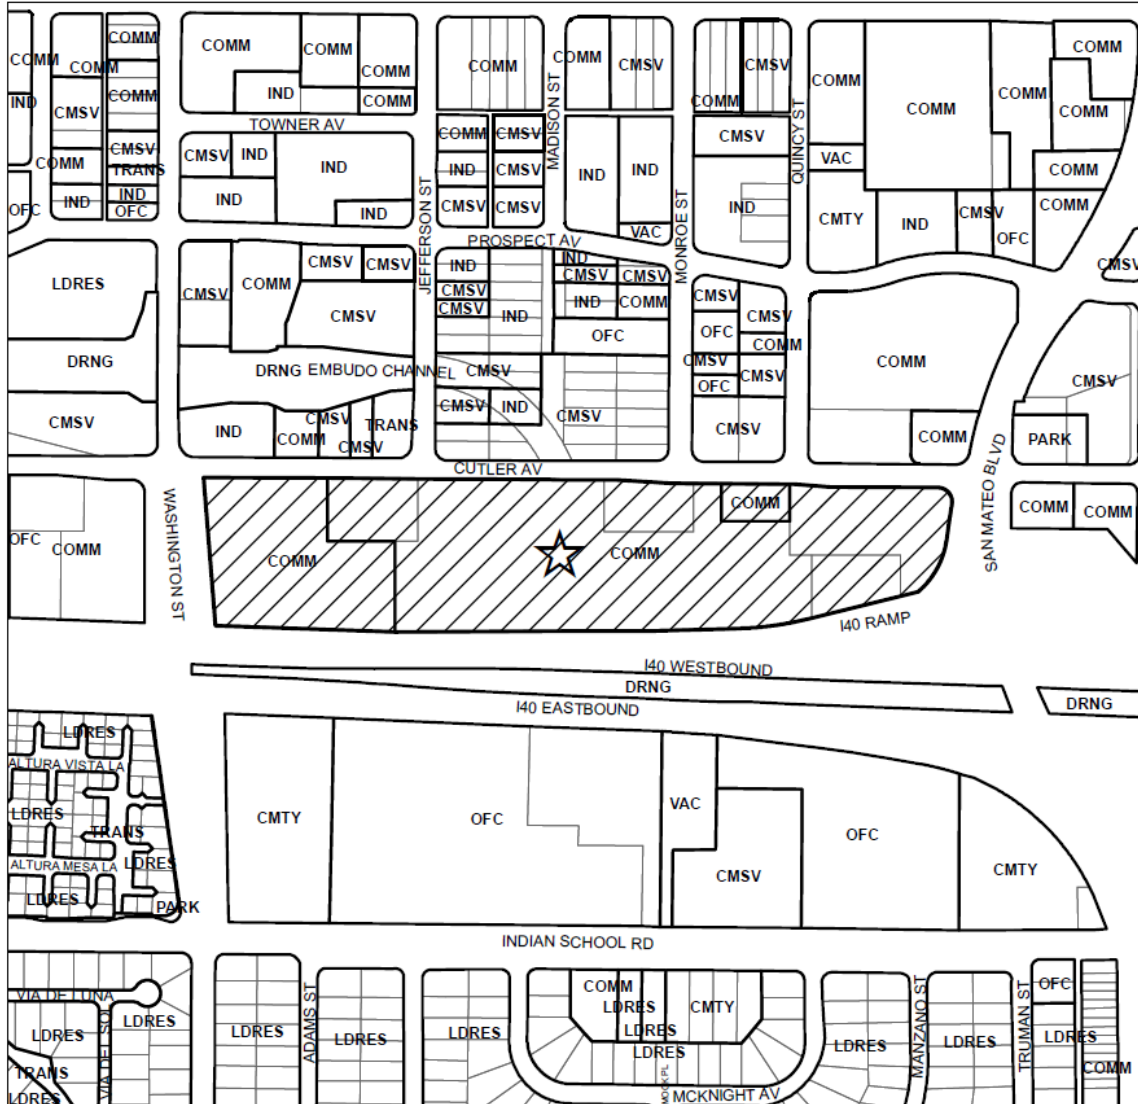 COMM
COMM
COMM
COMM
COMM
COMM
CMSV
CMSV
COMM
COMM
COMM
COMM
COMM
COMM
COMM
IND
CMSV
COMM
IND
COMM
COMM
COMM
TOWNER AV
MADISON ST
QUINCY ST
COMM
CMSV
CMSV
IND
IND
COMM
CMSV
CMSV
COMM
TRANS
IND
IND
OFC
IND
IND
JEFFERSON ST
IND
CMSV
CMSV
CMSV
IND
IND
VAC
MONROE ST
IND
VAC
CMTY
IND
CMSV
OFC
COMM
COMM
OFC
PROSPECT AV
LDRES
DRNG
CMSV
CMSV
COMM
CMSV
CMSV
CMSV
DRNG
EMBUDO CHANNEL
IND
CMSV
CMSV
IND
IND
CMSV
CMSV
IND
COMM
OFC
CMSV
CMSV
IND
CMSV
CMSV
OFC
CMSV
COMM
CMSV
OFC
CMSV
CMSV
COMM
COMM
CMSV
CMSV
PARK
IND
COMM
CMSV
CMSV
TRANS
CUTLER AV
SAN MATEO BLVD
WASHINGTON ST
OFC
COMM
COMM
COMM
COMM
COMM
COMM
I40 RAMP
I40 WESTBOUND
DRNG
I40 EASTBOUND
DRNG
LDRES
ALTURA VISTA LA
LDRES
TRANS
ALTURA MESA LA
LDRES
LDRES
PARK
CMTY
OFC
VAC
CMSV
OFC
CMTY
INDIAN SCHOOL RD
VIA DE LUNA
LDRES
VIA DEL SOL
LDRES
TRANS
LDRES
LDRES
ADAMS ST
LDRES
LDRES
COMM
LDRES
CMTY
LDRES
LDRES
MCKNIGHT AV
LDRES
MANZANO ST
LDRES
TRUMAN ST
OFC
LDRES
COMM